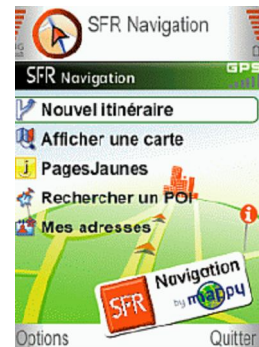 SFR Navigation
SFR Navigation
GPS
Nouvel itinéraire
Afficher une carte
PagesJaunes
Rechercher un POI
Mes adresses
Navigation
SFR by mappy
Options Quitter